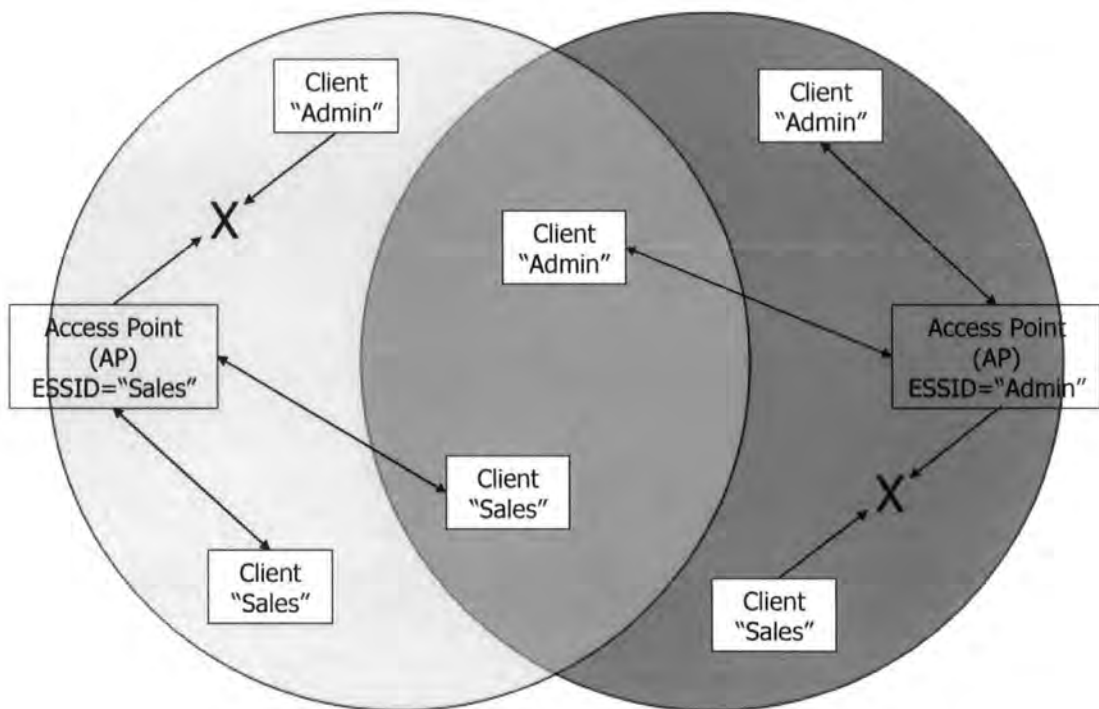 Client
“Admin”
Client
“Admin”
X
Client
“Admin”
Access Point
(AP)
ESSID=“Sales”
Access Point
(AP)
ESSID=“Admin”
Client
“Sales”
X
Client
“Sales”
Client
“Sales”